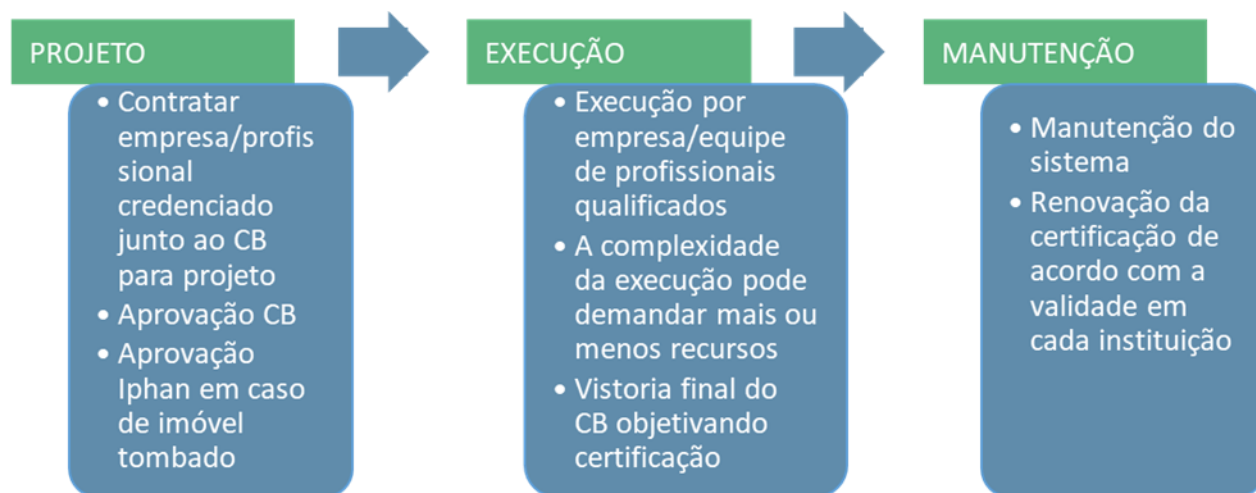 PROJETO
• Contratar
empresa/profis
sional
credenciado
junto ao CB
para projeto
• Aprovação CB
• Aprovação
Iphan em caso
de imóvel
tombado
EXECUÇÃO
• Execução por
empresa/equipe
de profissionais
qualificados
• A complexidade
da execução pode
demandar mais ou
menos recursos
• Vistoria final do
CB objetivando
certificação
MANUTENÇÃO
• Manutenção do
sistema
• Renovação da
certificação de
acordo com a
validade em
cada instituição